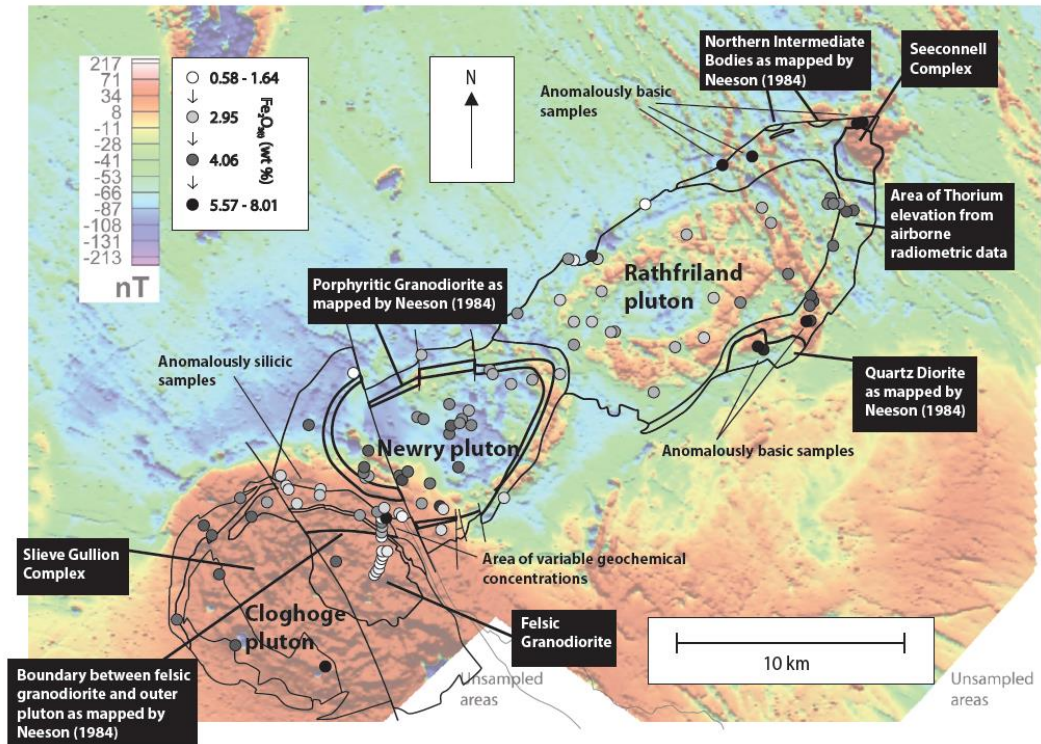 217
71
34
8
-11
-28
-41
-53
-66
-87
-108
-131
-213
nT
0.58 - 1.64
2.95
4.06
5.57 - 8.01
Fe₂O₃₍ₜ₎ (wt %)
N
Northern Intermediate
Bodies as mapped
by Neeson (1984)
Seeconnell
Complex
Anomalously basic
samples
Area of Thorium
elevation from
airborne
radiometric data
Porphyritic Granodiorite as
mapped by Neeson (1984)
Rathfriland
pluton
Anomalously silicic
samples
Quartz Diorite
as mapped by
Neeson (1984)
Newry pluton
Anomalously basic samples
Slieve Gullion
Complex
Area of variable geochemical
concentrations
Cloghoge
pluton
Felsic
Granodiorite
10 km
Boundary between felsic
granodiorite and outer
pluton as mapped by
Neeson (1984)
Unsampled
areas
Unsampled
areas